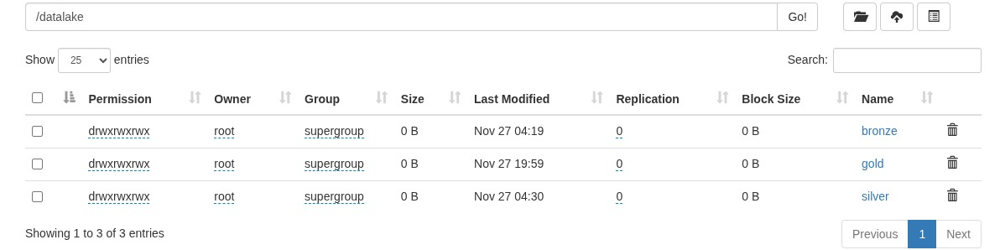 /datalake Go!
Show 25 entries Search:
Permission Owner Group Size Last Modified Replication Block Size Name
drwxrwxrwx root supergroup 0 B Nov 27 04:19 0 0 B bronze
drwxrwxrwx root supergroup 0 B Nov 27 19:59 0 0 B gold
drwxrwxrwx root supergroup 0 B Nov 27 04:30 0 0 B silver
Showing 1 to 3 of 3 entries Previous 1 Next